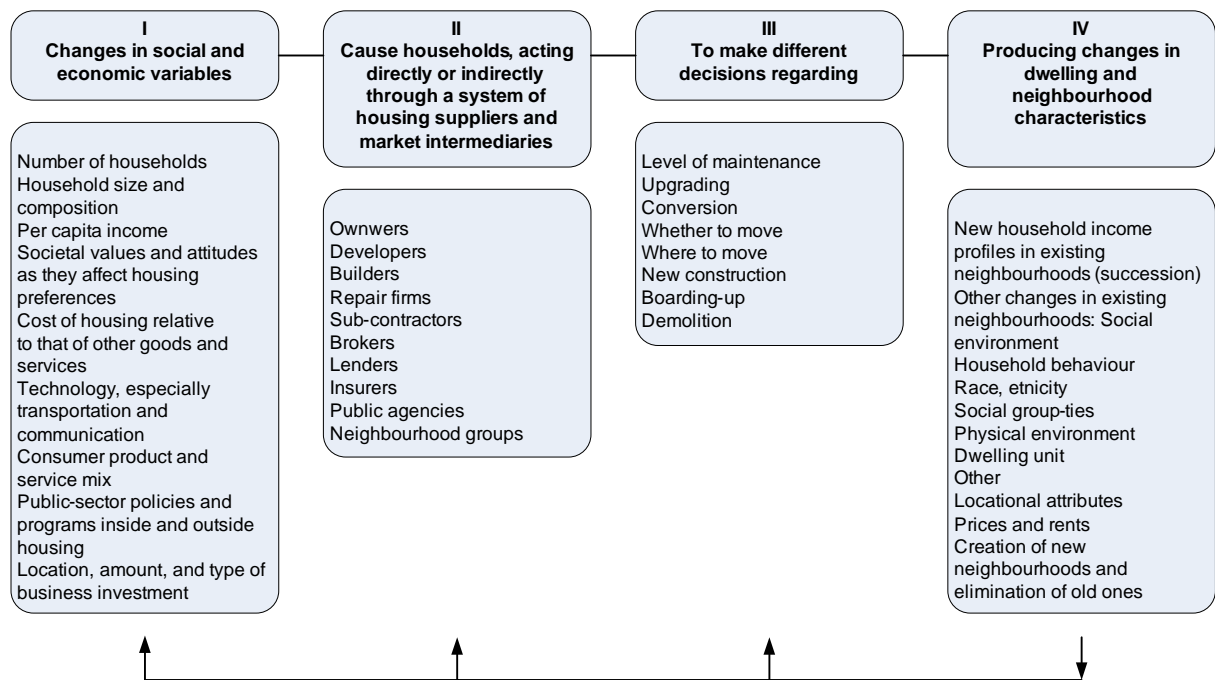 I
Changes in social and
economic variables
Number of households
Household size and
composition
Per capita income
Societal values and attitudes
as they affect housing
preferences
Cost of housing relative
to that of other goods and
services
Technology, especially
transportation and
communication
Consumer product and
service mix
Public-sector policies and
programs inside and outside
housing
Location, amount, and type of
business investment
II
Cause households, acting
directly or indirectly
through a system of
housing suppliers and
market intermediaries
Ownwers
Developers
Builders
Repair firms
Sub-contractors
Brokers
Lenders
Insurers
Public agencies
Neighbourhood groups
III
To make different
decisions regarding
Level of maintenance
Upgrading
Conversion
Whether to move
Where to move
New construction
Boarding-up
Demolition
IV
Producing changes in
dwelling and
neighbourhood
characteristics
New household income
profiles in existing
neighbourhoods (succession)
Other changes in existing
neighbourhoods: Social
environment
Household behaviour
Race, etnicity
Social group-ties
Physical environment
Dwelling unit
Other
Locational attributes
Prices and rents
Creation of new
neighbourhoods and
elimination of old ones